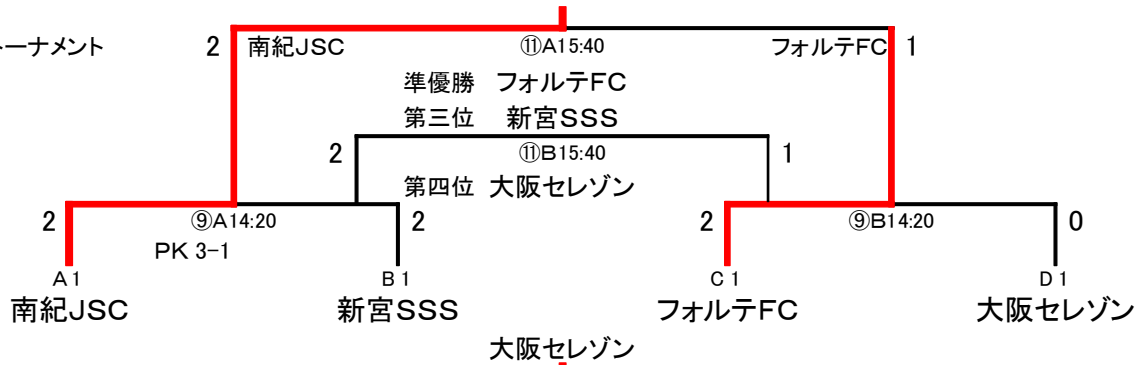 ーナメント 2 南紀JSC ⑪A15:40 フォルテFC 1
準優勝 フォルテFC
第三位 新宮SSS
2 ⑪B15:40 1
第四位 大阪セレゾン
2 ⑨A14:20 2 2 ⑨B14:20 0
PK 3-1
A1 B1 C1 D1
南紀JSC 新宮SSS フォルテFC 大阪セレゾン
大阪セレゾン